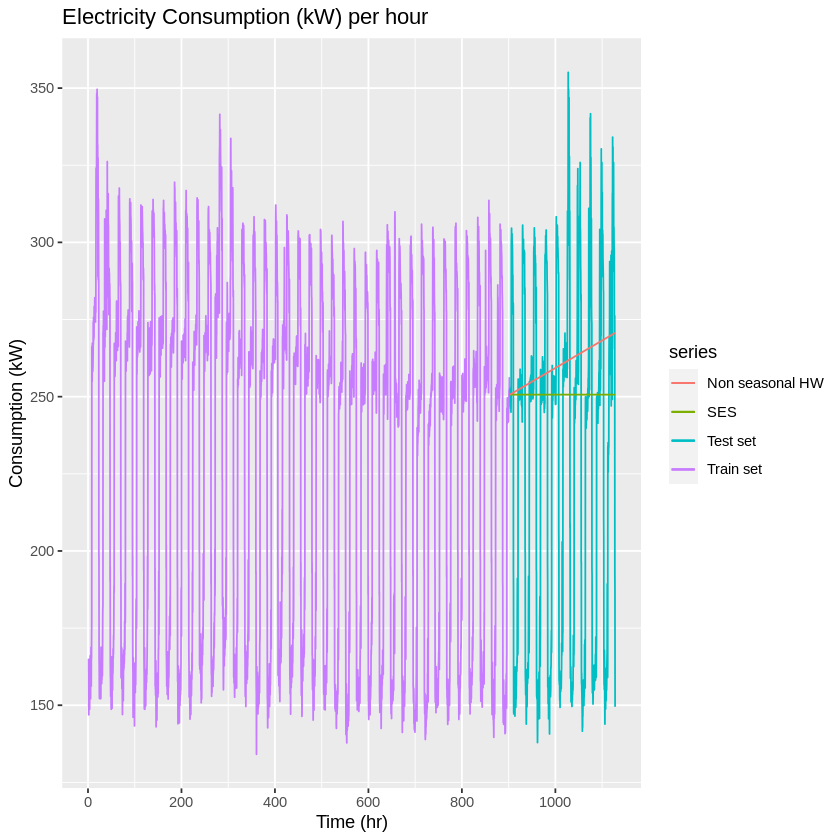 Electricity Consumption (kW) per hour
Consumption (kW)
350
300
250
200
150
0 200 400 600 800 1000
Time (hr)
series
Non seasonal HW
SES
Test set
Train set